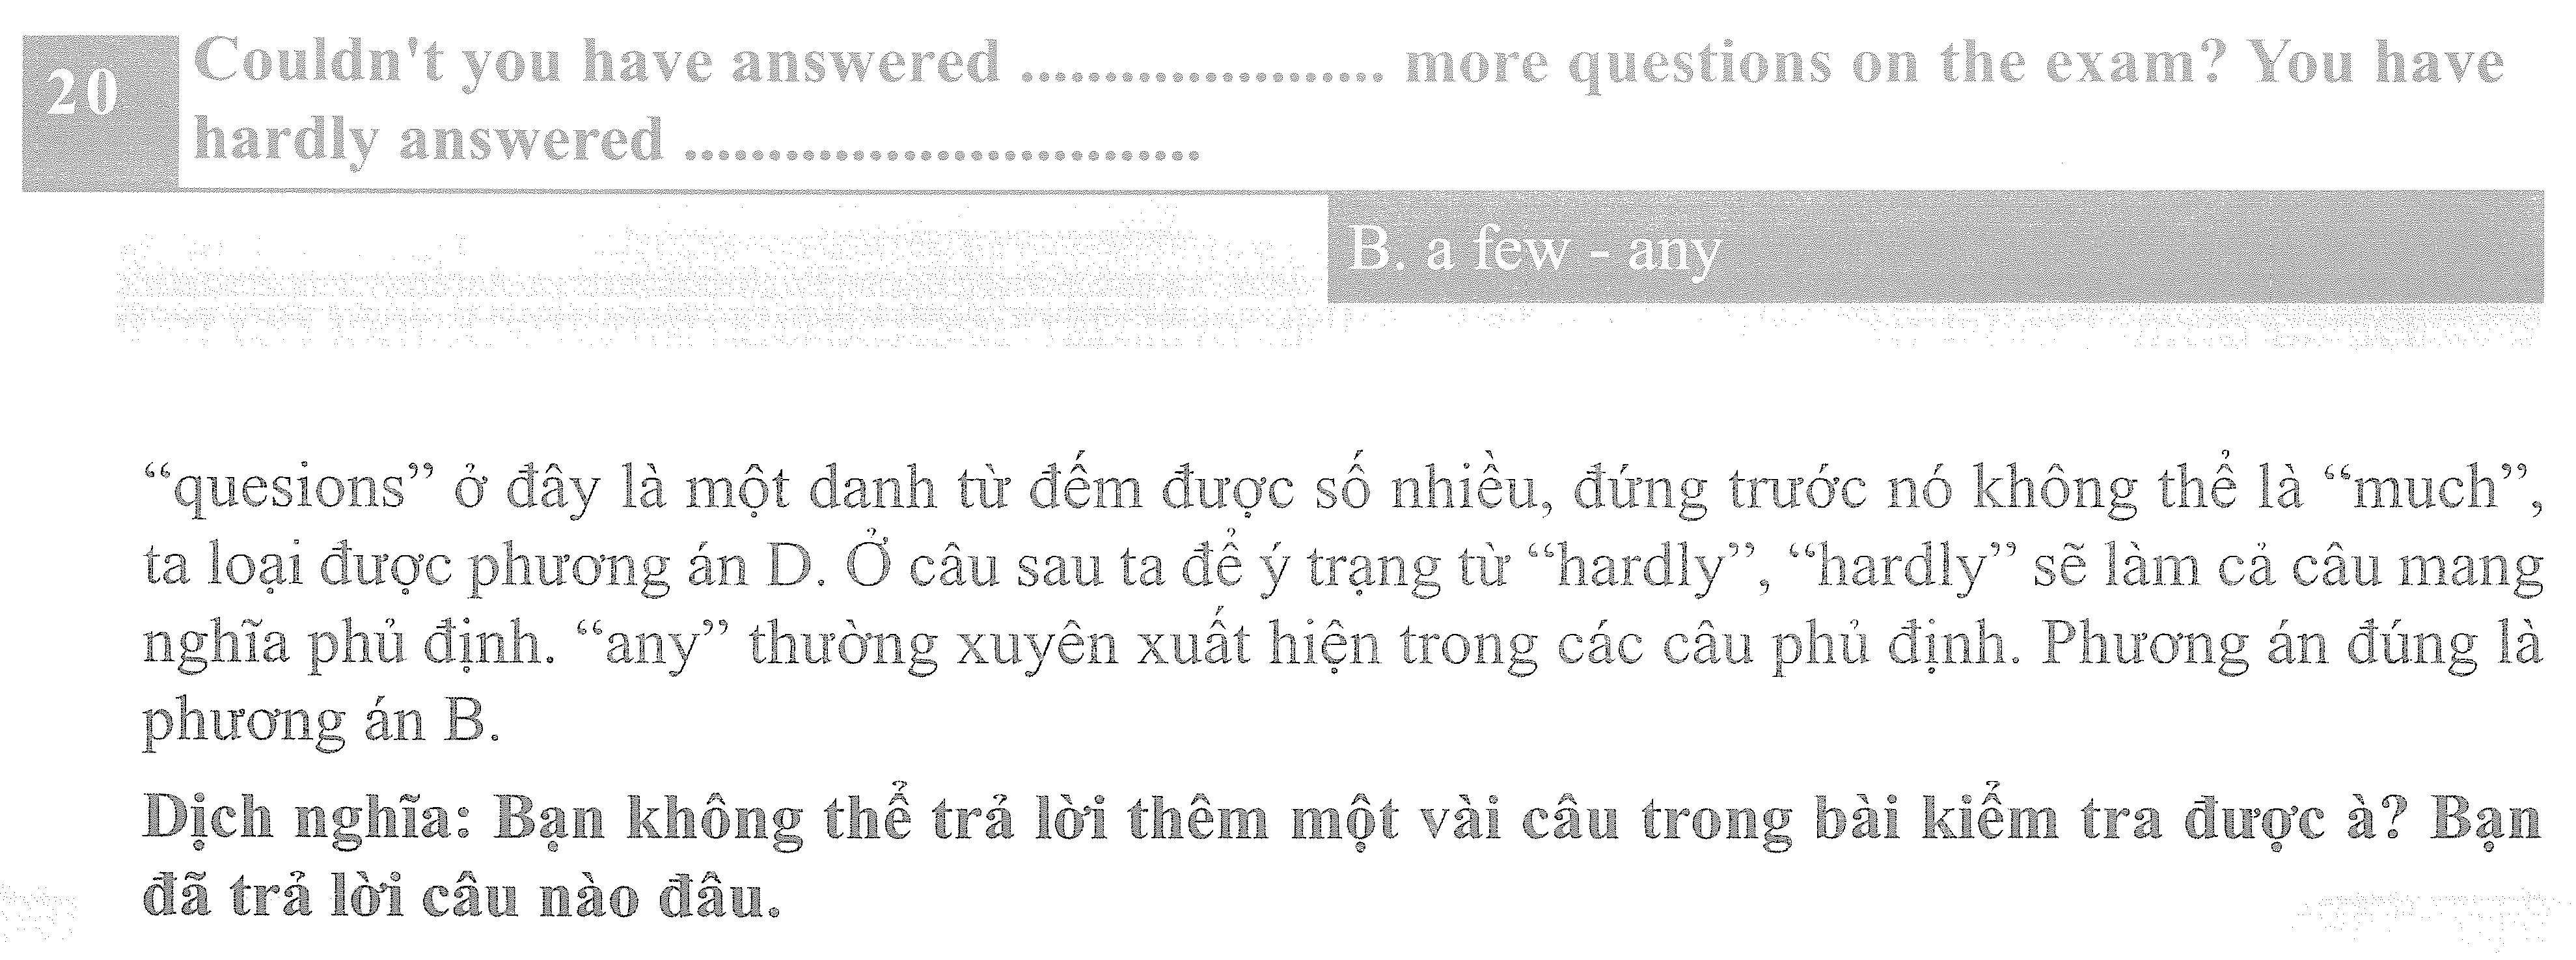 20
Couldn't you have answered ...................... more questions on the exam? You have
hardly answered ...............................
B. a few - any
“quesions” ở đây là một danh từ đếm được số nhiều, đứng trước nó không thể là “much”,
ta loại được phương án D. Ở câu sau ta để ý trạng từ “hardly”, “hardly” sẽ làm cả câu mang
nghĩa phủ định. “any” thường xuyên xuất hiện trong các câu phủ định. Phương án đúng là
phương án B.
Dịch nghĩa: Bạn không thể trả lời thêm một vài câu trong bài kiểm tra được à? Bạn
đã trả lời câu nào đâu.